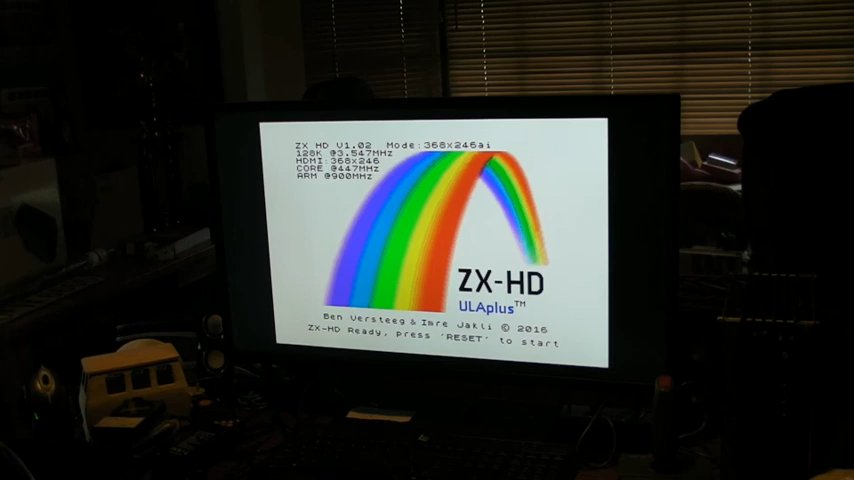 ZX HD V1.02 Mode:368x246ai
128K @3.547MHz
HDMI:368x246
CORE @447MHz
ARM @900MHz
ZX-HD
ULAplus™
Ben Versteeg & Imre Jakli © 2016
ZX-HD Ready, press 'RESET' to start